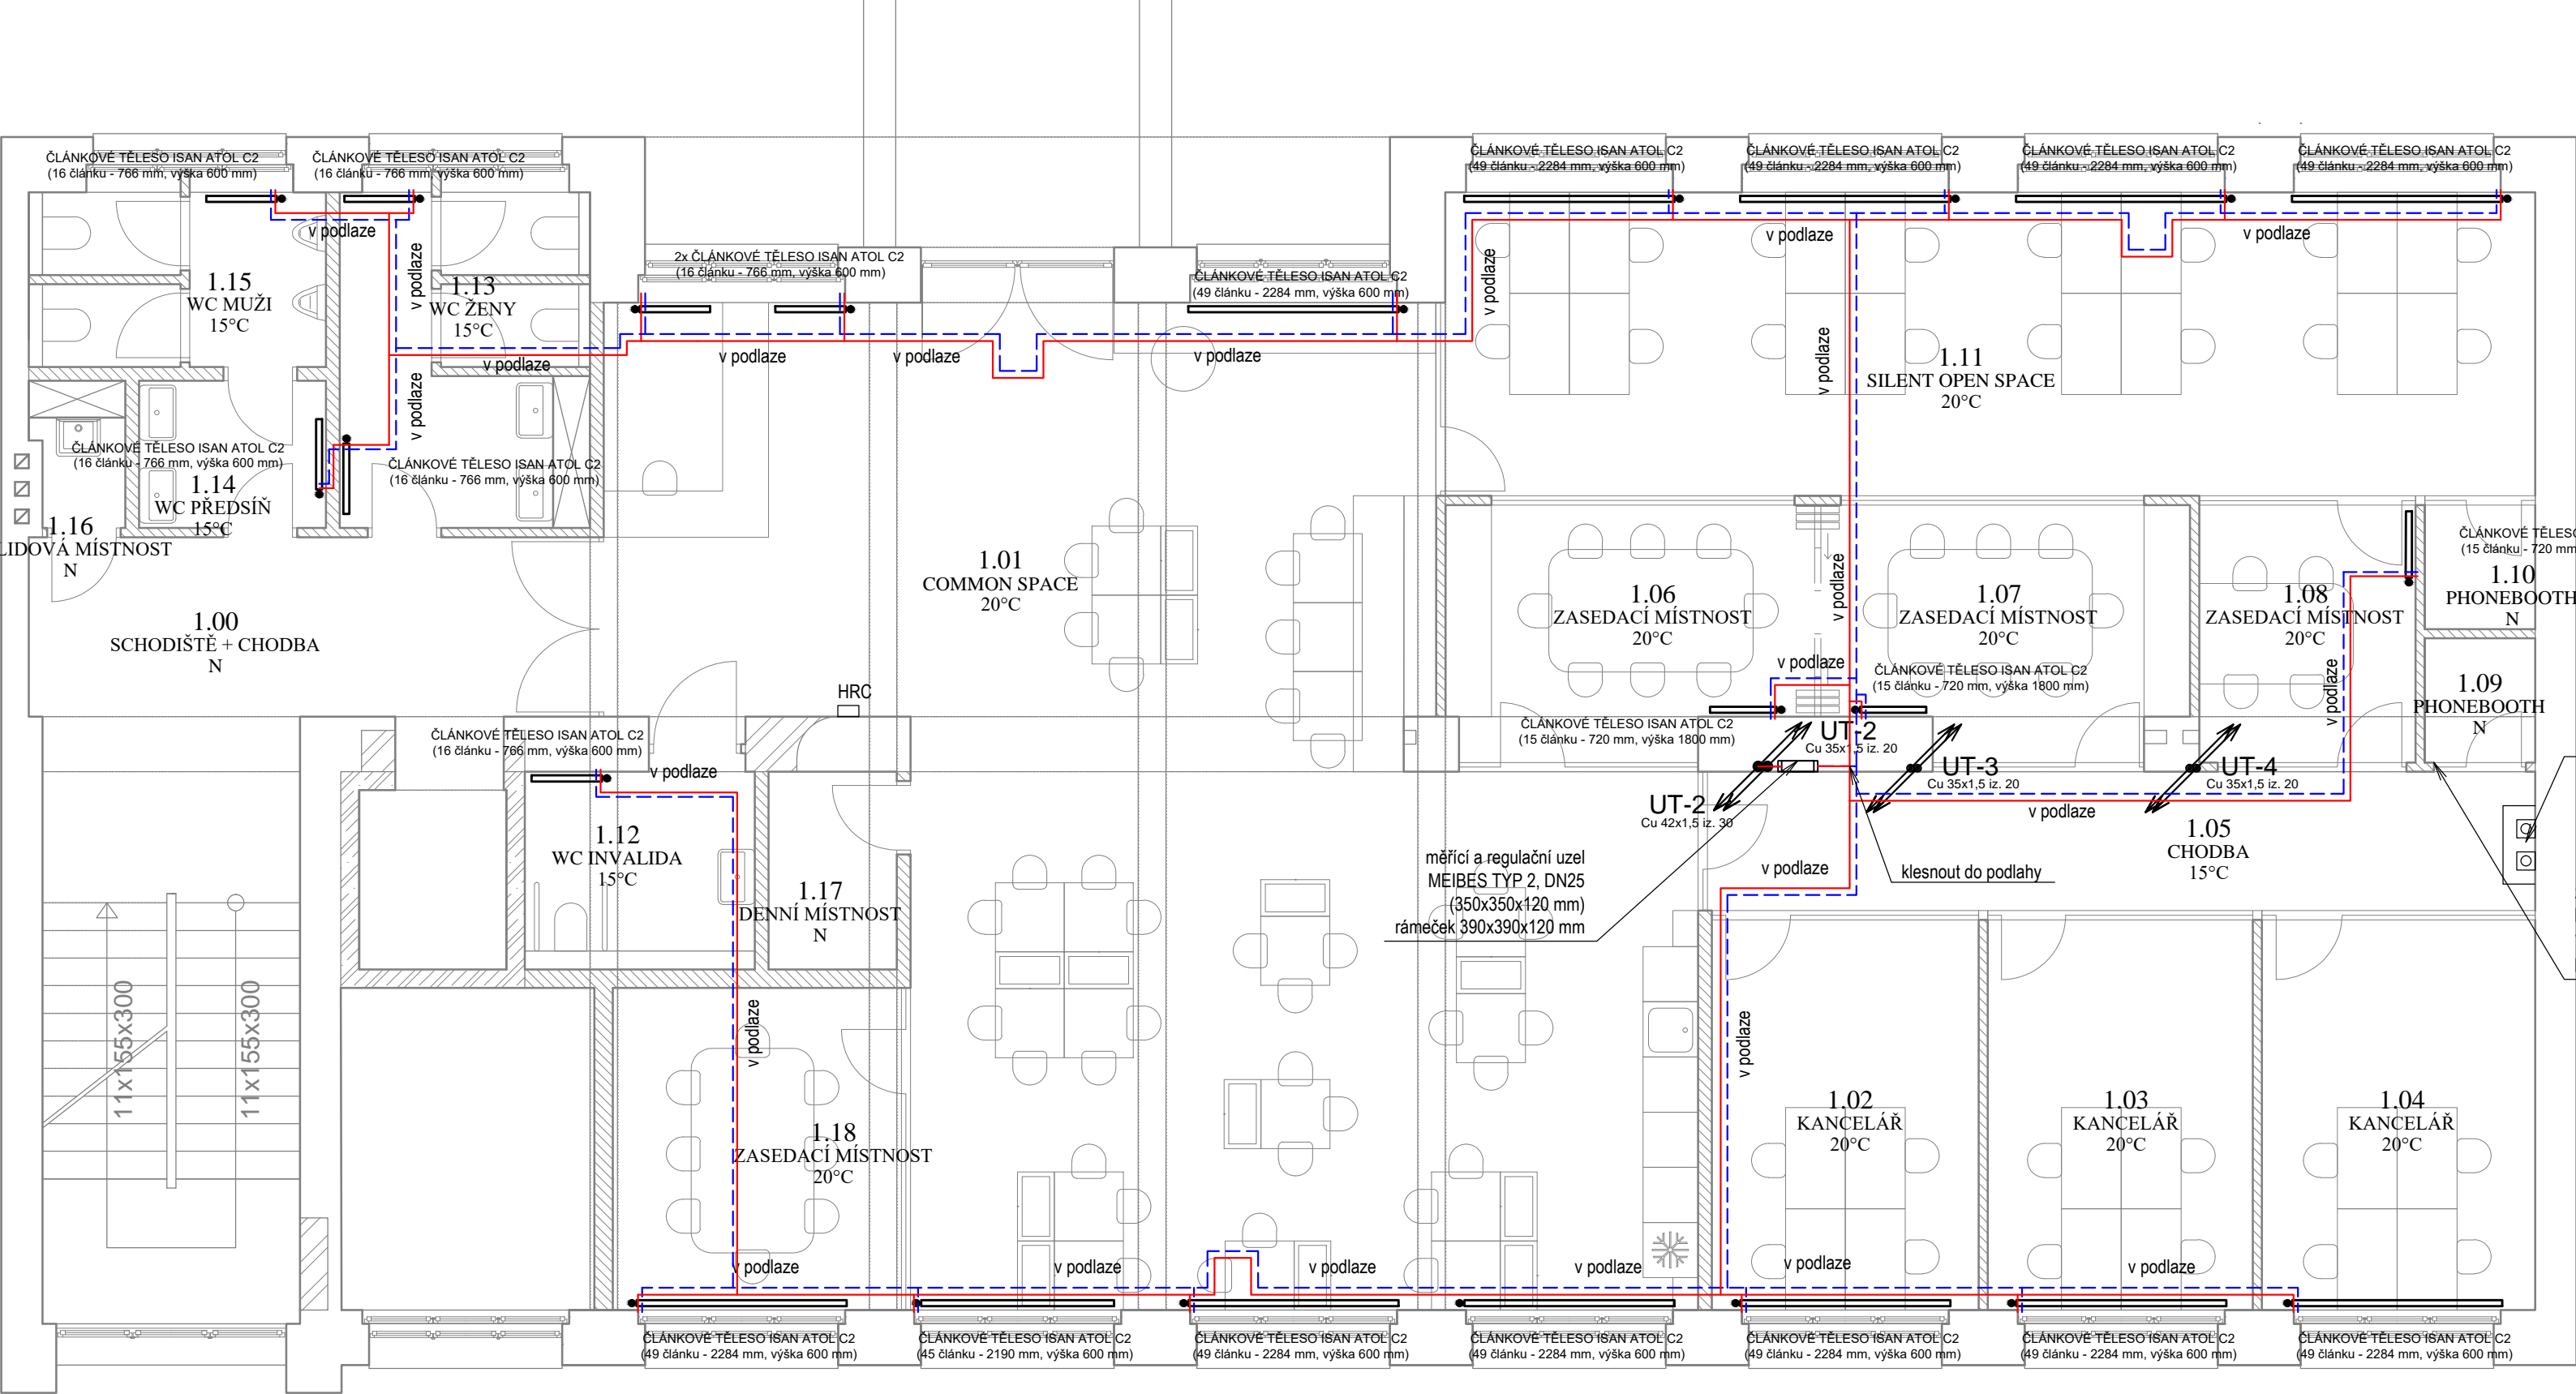 ČLÁNKOVÉ TĚLESO ISAN ATOL C2
(16 článku - 766 mm, výška 600 mm)
ČLÁNKOVÉ TĚLESO ISAN ATOL C2
(16 článku - 766 mm, výška 600 mm)
ČLÁNKOVÉ TĚLESO ISAN ATOL C2
(49 článku - 2284 mm, výška 600 mm)
ČLÁNKOVÉ TĚLESO ISAN ATOL C2
(49 článku - 2284 mm, výška 600 mm)
ČLÁNKOVÉ TĚLESO ISAN ATOL C2
(49 článku - 2284 mm, výška 600 mm)
ČLÁNKOVÉ TĚLESO ISAN ATOL C2
(49 článku - 2284 mm, výška 600 mm)
v podlaze
v podlaze
v podlaze
v podlaze
v podlaze
2x ČLÁNKOVÉ TĚLESO ISAN ATOL C2
(16 článku - 766 mm, výška 600 mm)
ČLÁNKOVÉ TĚLESO ISAN ATOL C2
(49 článku - 2284 mm, výška 600 mm)
1.15
WC MUŽI
15°C
1.13
WC ŽENY
15°C
v podlaze
v podlaze
v podlaze
v podlaze
v podlaze
v podlaze
1.11
SILENT OPEN SPACE
20°C
ČLÁNKOVÉ TĚLESO ISAN ATOL C2
(16 článku - 766 mm, výška 600 mm)
ČLÁNKOVÉ TĚLESO ISAN ATOL C2
(16 článku - 766 mm, výška 600 mm)
1.14
WC PŘEDSÍŇ
15°C
1.16
LIDOVÁ MÍSTNOST
N
1.00
SCHODIŠTĚ + CHODBA
N
1.01
COMMON SPACE
20°C
1.06
ZASEDACÍ MÍSTNOST
20°C
v podlaze
1.07
ZASEDACÍ MÍSTNOST
20°C
1.08
ZASEDACÍ MÍSTNOST
20°C
ČLÁNKOVÉ TĚLESO
(15 článku - 720 mm
1.10
PHONEBOOTH
N
1.09
PHONEBOOTH
N
v podlaze
v podlaze
ČLÁNKOVÉ TĚLESO ISAN ATOL C2
(15 článku - 720 mm, výška 1800 mm)
HRC
ČLÁNKOVÉ TĚLESO ISAN ATOL C2
(16 článku - 766 mm, výška 600 mm)
v podlaze
ČLÁNKOVÉ TĚLESO ISAN ATOL C2
(15 článku - 720 mm, výška 1800 mm)
UT-2
Cu 35x1,5 iz. 20
UT-3
Cu 35x1,5 iz. 20
UT-4
Cu 35x1,5 iz. 20
UT-2
Cu 42x1,5 iz. 30
v podlaze
1.05
CHODBA
15°C
1.12
WC INVALIDA
15°C
1.17
DENNÍ MÍSTNOST
N
měřící a regulační uzel
MEIBES TYP 2, DN25
(350x350x120 mm)
rámeček 390x390x120 mm
v podlaze
klesnout do podlahy
11x155x300
11x155x300
v podlaze
v podlaze
1.18
ZASEDACÍ MÍSTNOST
20°C
1.02
KANCELÁŘ
20°C
1.03
KANCELÁŘ
20°C
1.04
KANCELÁŘ
20°C
v podlaze
v podlaze
v podlaze
v podlaze
v podlaze
v podlaze
ČLÁNKOVÉ TĚLESO ISAN ATOL C2
(49 článku - 2284 mm, výška 600 mm)
ČLÁNKOVÉ TĚLESO ISAN ATOL C2
(45 článku - 2190 mm, výška 600 mm)
ČLÁNKOVÉ TĚLESO ISAN ATOL C2
(49 článku - 2284 mm, výška 600 mm)
ČLÁNKOVÉ TĚLESO ISAN ATOL C2
(49 článku - 2284 mm, výška 600 mm)
ČLÁNKOVÉ TĚLESO ISAN ATOL C2
(49 článku - 2284 mm, výška 600 mm)
ČLÁNKOVÉ TĚLESO ISAN ATOL C2
(49 článku - 2284 mm, výška 600 mm)
ČLÁNKOVÉ TĚLESO ISAN ATOL C2
(49 článku - 2284 mm, výška 600 mm)